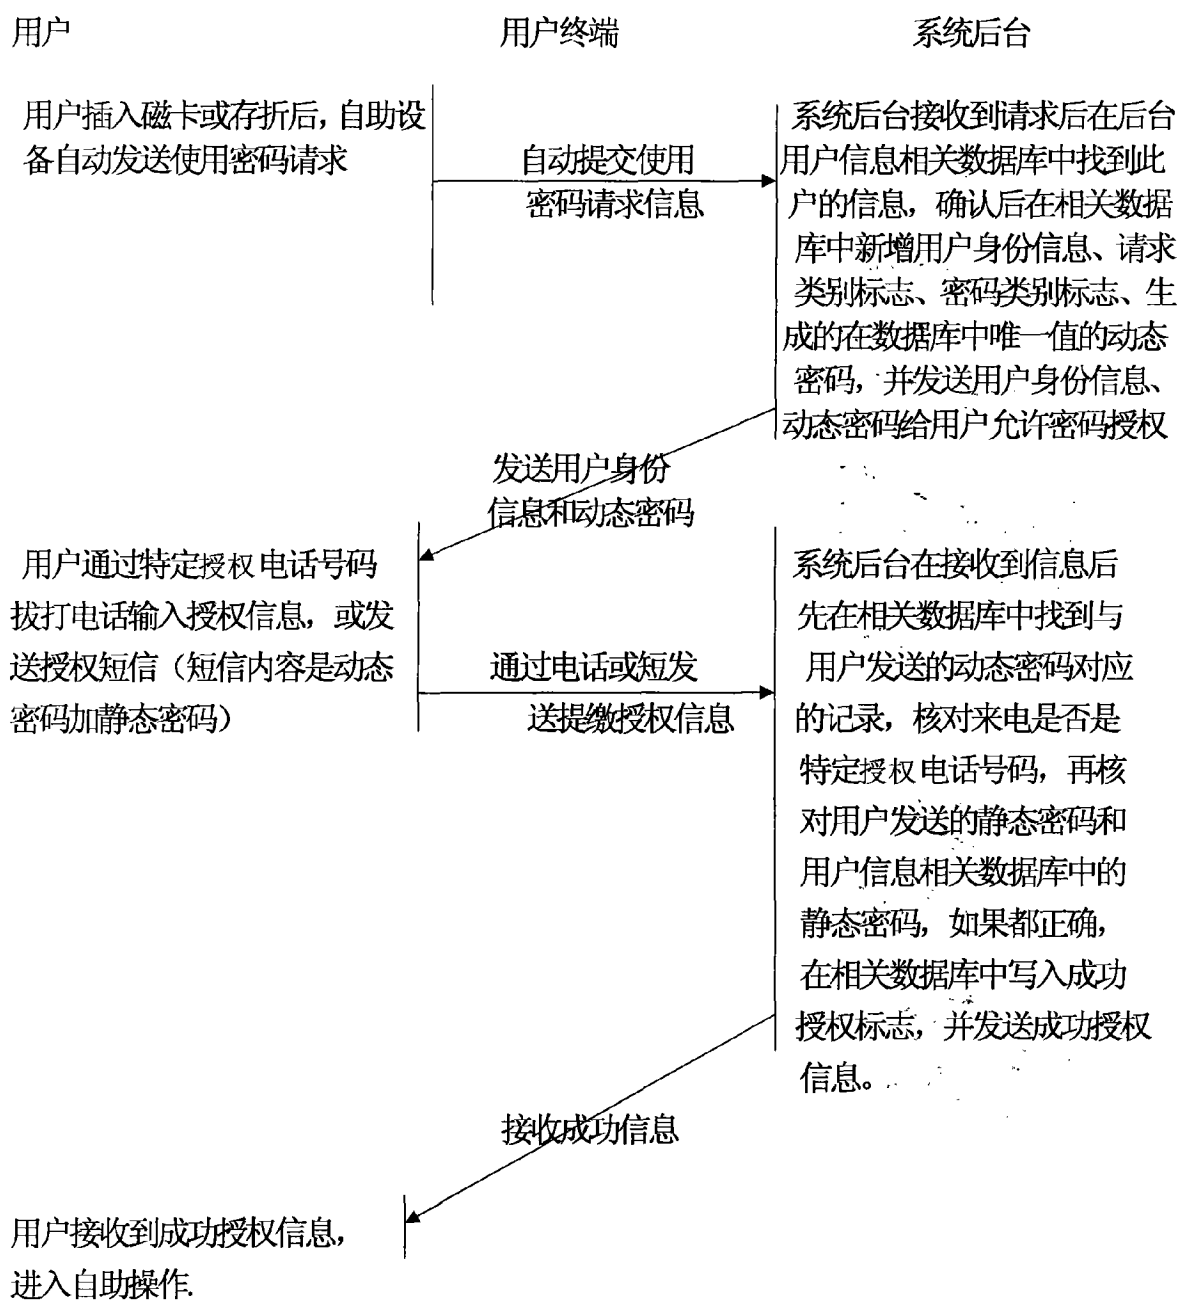 用户
用户终端
系统后台
用户插入磁卡或存折后，自助设
备自动发送使用密码请求
自动提交使用
密码请求信息
系统后台接收到请求后在后台
用户信息相关数据库中找到此
户的信息，确认后在相关数据
库中新增用户身份信息、请求
类别标志、密码类别标志、生
成的在数据库中唯一值的动态
密码，并发送用户身份信息、
动态密码给用户允许密码授权
发送用户身份
信息和动态密码
用户通过特定授权电话号码
拔打电话输入授权信息，或发
送授权短信（短信内容是动态
密码加静态密码）
通过电话或短发
送提缴授权信息
系统后台在接收到信息后
先在相关数据库中找到与
用户发送的动态密码对应
的记录，核对来电是否是
特定授权电话号码，再核
对用户发送的静态密码和
用户信息相关数据库中的
静态密码，如果都正确，
在相关数据库中写入成功
授权标志，并发送成功授权
信息。
接收成功信息
用户接收到成功授权信息，
进入自助操作.